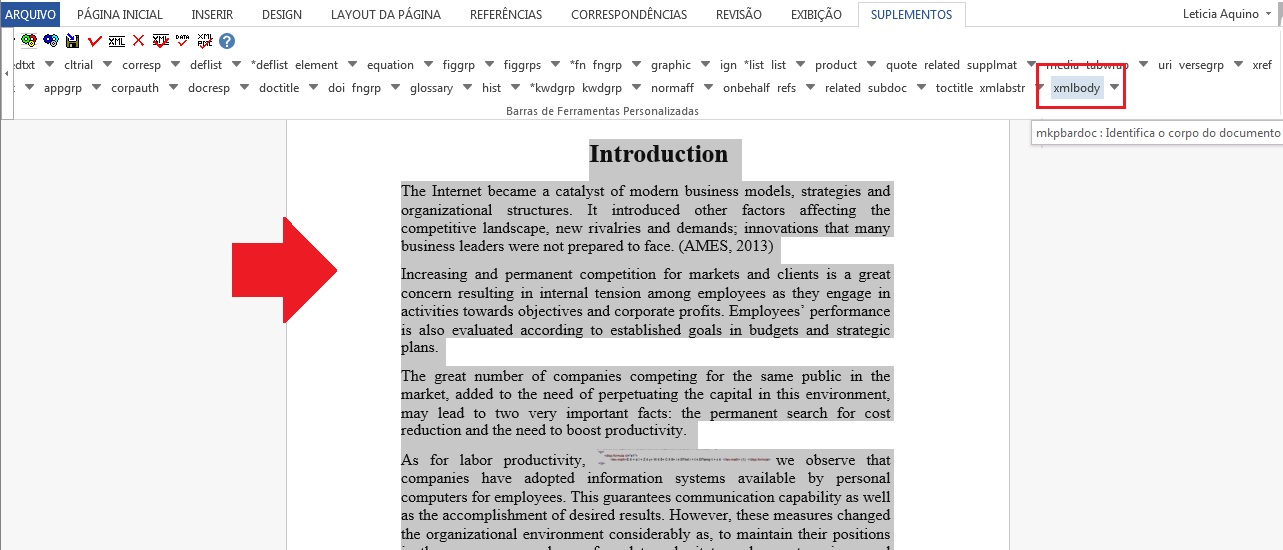 ARQUIVO PÁGINA INICIAL INSERIR DESIGN LAYOUT DA PÁGINA REFERÊNCIAS CORRESPONDÊNCIAS REVISÃO EXIBIÇÃO SUPLEMENTOS Leticia Aquino
XML XML DATA XML ?
edtxt cltrial corresp deflist *deflist element equation figgrp figgrps *fn fngrp graphic ign *list list product quote related supplmat media tabwrap uri versegrp xref
appgrp corpauth docresp doctitle doi fngrp glossary hist *kwdgrp kwdgrp normaff onbehalf refs related subdoc toctitle xmlabstr xmlbody
Barras de Ferramentas Personalizadas
mkpbardoc : Identifica o corpo do documento
Introduction
The Internet became a catalyst of modern business models, strategies and
organizational structures. It introduced other factors affecting the
competitive landscape, new rivalries and demands; innovations that many
business leaders were not prepared to face. (AMES, 2013)
Increasing and permanent competition for markets and clients is a great
concern resulting in internal tension among employees as they engage in
activities towards objectives and corporate profits. Employees’ performance
is also evaluated according to established goals in budgets and strategic
plans.
The great number of companies competing for the same public in the
market, added to the need of perpetuating the capital in this environment,
may lead to two very important facts: the permanent search for cost
reduction and the need to boost productivity.
As for labor productivity, we observe that
companies have adopted information systems available by personal
computers for employees. This guarantees communication capability as well
as the accomplishment of desired results. However, these measures changed
the organizational environment considerably as, to maintain their positions